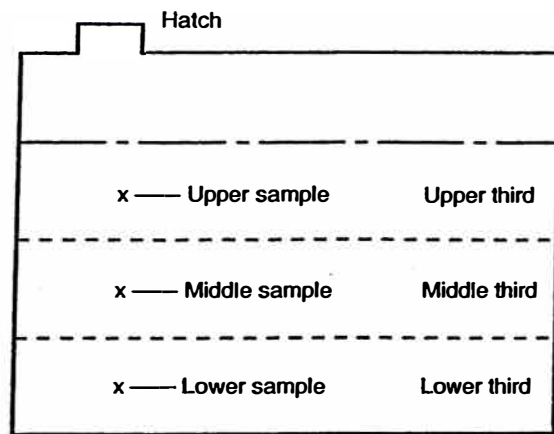 Hatch
x — Upper sample Upper third
x — Middle sample Middle third
x — Lower sample Lower third